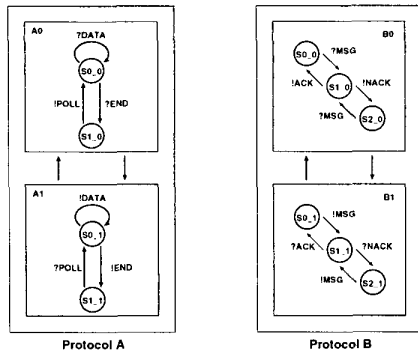 A0
?DATA
S0_0
!POLL
?END
S1_0
A1
!DATA
S0_1
?POLL
!END
S1_1
Protocol A
B0
S0_0
?MSG
!ACK
S1_0
!NACK
?MSG
S2_0
B1
S0_1
!MSG
?ACK
S1_1
?NACK
!MSG
S2_1
Protocol B